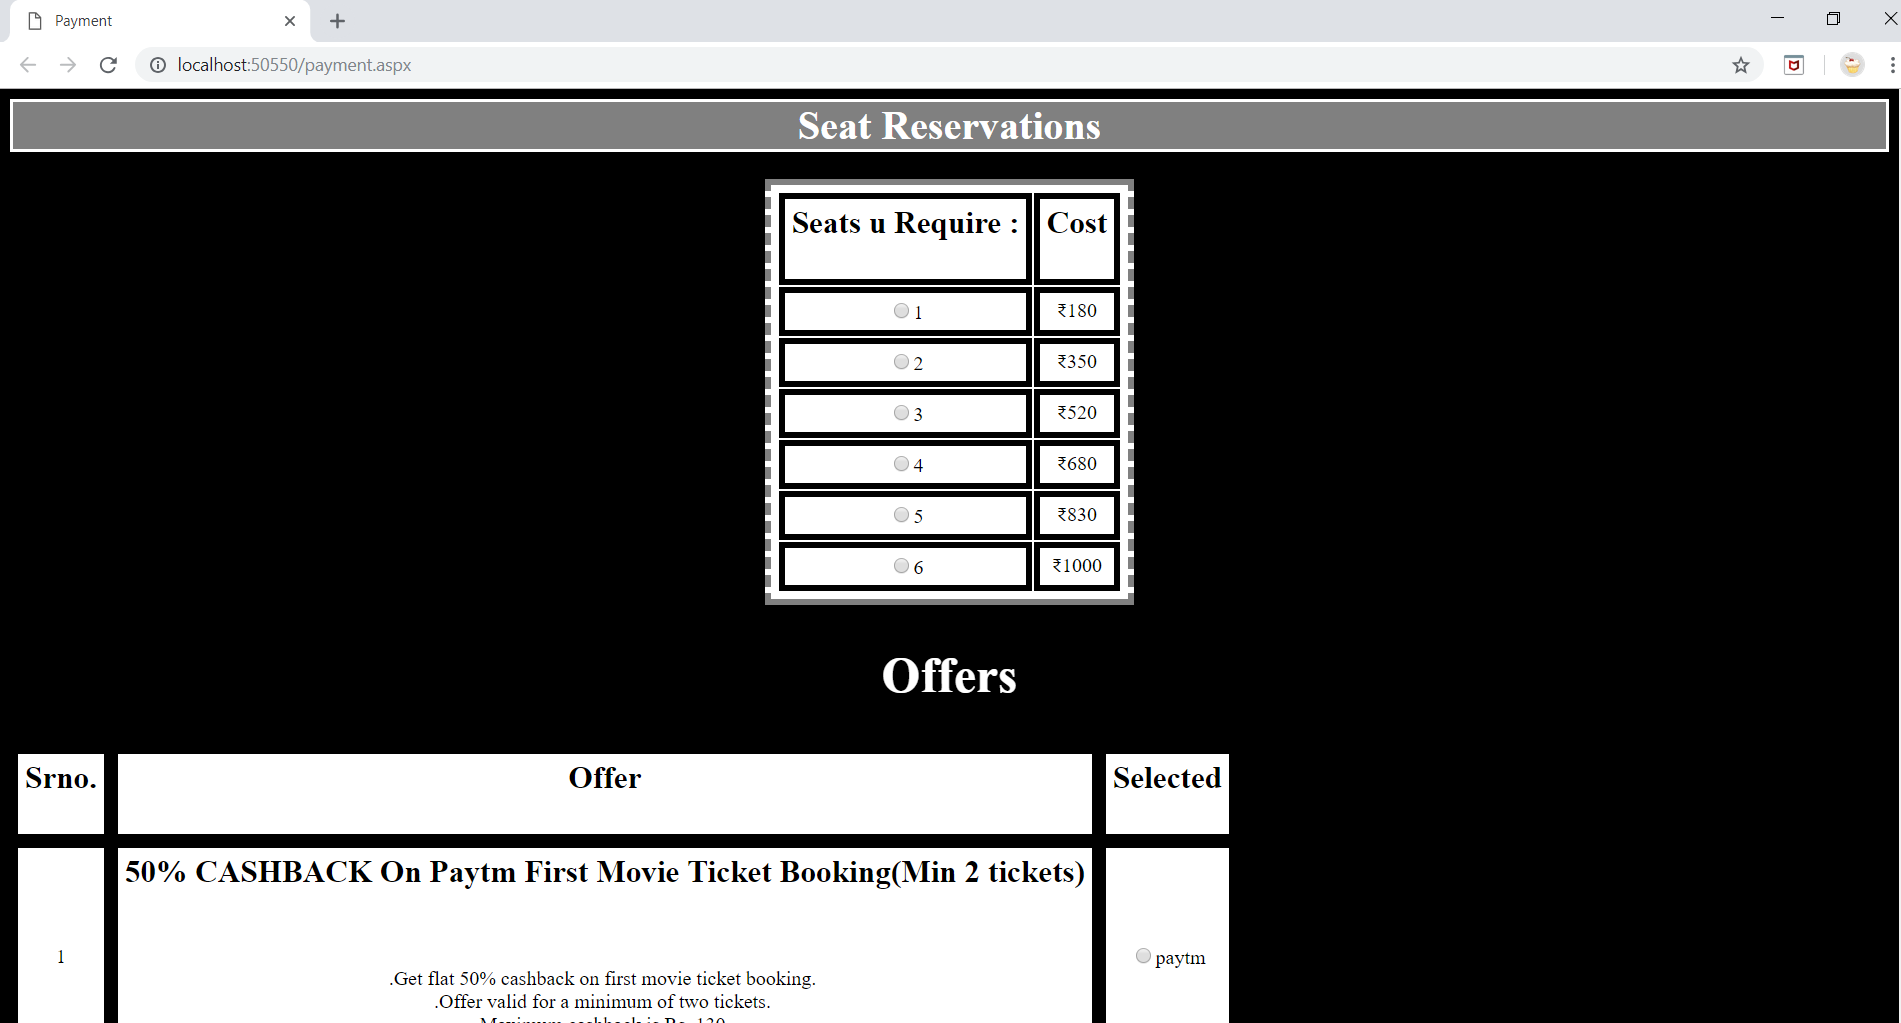 Payment
localhost:50550/payment.aspx
Seat Reservations
Seats u Require : Cost
1 ₹180
2 ₹350
3 ₹520
4 ₹680
5 ₹830
6 ₹1000
Offers
Srno. Offer Selected
50% CASHBACK On Paytm First Movie Ticket Booking(Min 2 tickets)
1 paytm
.Get flat 50% cashback on first movie ticket booking.
.Offer valid for a minimum of two tickets.